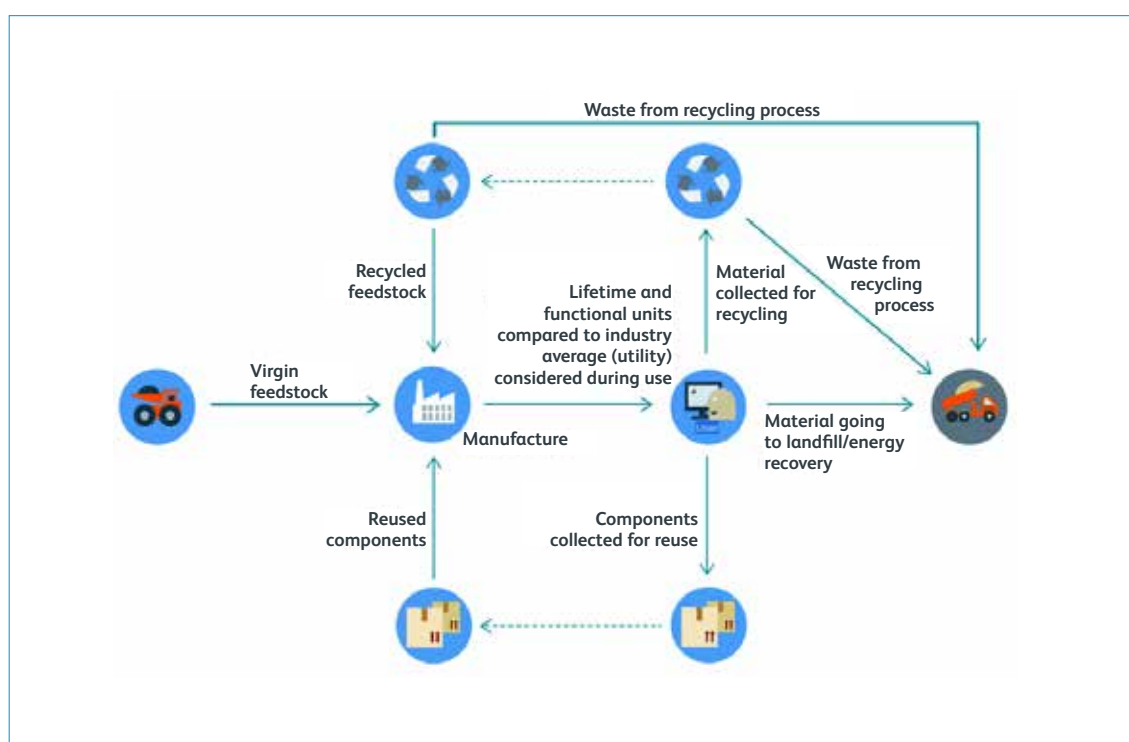 Waste from recycling process
Recycled
feedstock
Lifetime and
functional units
compared to industry
average (utility)
considered during use
Material
collected for
recycling
Waste from
recycling
process
Virgin
feedstock
Manufacture
Material going
to landfill/energy
recovery
Reused
components
Components
collected for reuse